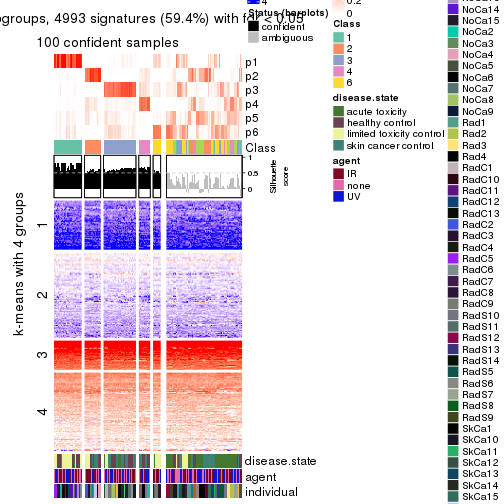 groups, 4993 signatures (59.4%) with fdr < 0.05
100 confident samples
p1
p2
p3
p4
p5
p6
Class
1
0.5
0
Silhouette
score
k-means with 4 groups
1
2
3
4
disease.state
agent
individual
4
Status (barplots)
confident
ambiguous
0.2
0
Class
1
2
3
4
6
disease.state
acute toxicity
healthy control
limited toxicity control
skin cancer control
agent
IR
none
UV
NoCa14
NoCa15
NoCa2
NoCa3
NoCa4
NoCa5
NoCa6
NoCa7
NoCa8
NoCa9
Rad1
Rad2
Rad3
Rad4
RadC1
RadC10
RadC11
RadC12
RadC13
RadC2
RadC3
RadC4
RadC5
RadC6
RadC7
RadC8
RadC9
RadS10
RadS11
RadS12
RadS13
RadS14
RadS5
RadS6
RadS7
RadS8
RadS9
SkCa1
SkCa10
SkCa11
SkCa12
SkCa13
SkCa14
SkCa15